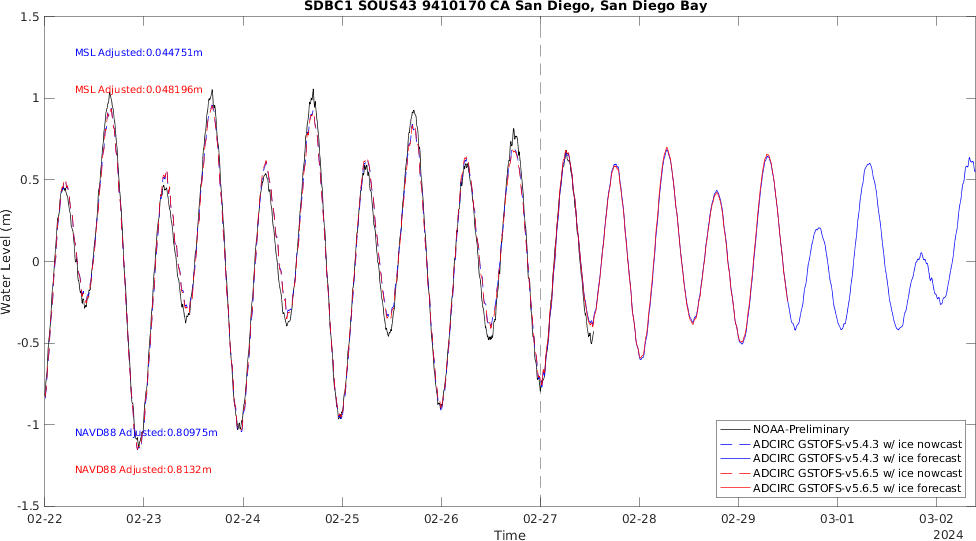 SDBC1 SOUS43 9410170 CA San Diego, San Diego Bay
1.5
MSL Adjusted:0.044751m
MSL Adjusted:0.048196m
1
0.5
0
Water Level (m)
-0.5
-1
NAVD88 Adjusted:0.80975m
NAVD88 Adjusted:0.8132m
-1.5
NOAA-Preliminary
ADCIRC GSTOFS-v5.4.3 w/ ice nowcast
ADCIRC GSTOFS-v5.4.3 w/ ice forecast
ADCIRC GSTOFS-v5.6.5 w/ ice nowcast
ADCIRC GSTOFS-v5.6.5 w/ ice forecast
02-22 02-23 02-24 02-25 02-26 02-27 02-28 02-29 03-01 03-02
2024
Time